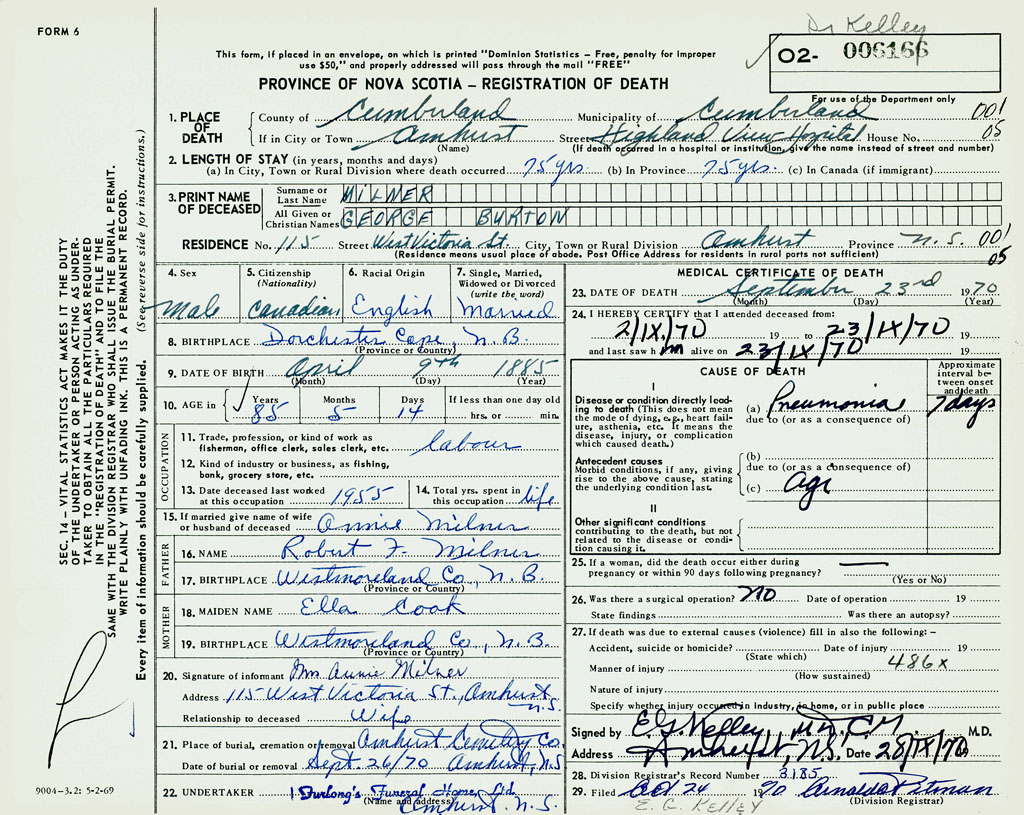 FORM 6
Dr Kelley
This form, if placed in an envelope, on which is printed "Dominion Statistics – Free, penalty for improper
use $50," and properly addressed will pass through the mail "FREE"
O2- 006166
PROVINCE OF NOVA SCOTIA – REGISTRATION OF DEATH
For use of the Department only
1. PLACE OF DEATH
County of Cumberland Municipality of Cumberland 001
If in City or Town Amhurst Street Highland View Hospital House No. 05
(Name) (If death occurred in a hospital or institution, give the name instead of street and number)
2. LENGTH OF STAY (in years, months and days)
(a) In City, Town or Rural Division where death occurred 75 yrs. (b) In Province 75 yrs. (c) In Canada (if immigrant)
3. PRINT NAME OF DECEASED
Surname or Last Name MILNER
All Given or Christian Names GEORGE BURTON
RESIDENCE No. 115 Street West Victoria St. City, Town or Rural Division Amhurst Province N.S. 001
(Residence means usual place of abode. Post Office Address for residents in rural parts not sufficient) 05
4. Sex Male
5. Citizenship (Nationality) Canadian
6. Racial Origin English
7. Single, Married, Widowed or Divorced (write the word) Married
8. BIRTHPLACE Dorchester Cape, N.B.
(Province or Country)
9. DATE OF BIRTH April 9th 1885
(Month) (Day) (Year)
10. AGE in Years 85 Months 5 Days 14 If less than one day old
hrs. or min.
OCCUPATION
11. Trade, profession, or kind of work as
fisherman, office clerk, sales clerk, etc. labour
12. Kind of industry or business, as fishing,
bank, grocery store, etc.
13. Date deceased last worked at this occupation 1955
14. Total yrs. spent in this occupation life
15. If married give name of wife
or husband of deceased Annie Milner
FATHER
16. NAME Robert F. Milner
17. BIRTHPLACE Westmoreland Co., N.B.
(Province or Country)
MOTHER
18. MAIDEN NAME Ella Cook
19. BIRTHPLACE Westmoreland Co., N.B.
(Province or Country)
20. Signature of informant Mrs Annie Milner
Address 115 West Victoria St., Amhurst N.S.
Relationship to deceased Wife
21. Place of burial, cremation or removal Amhurst Cemetery Co.
Date of burial or removal Sept. 26/70 Amhurst, N.S
22. UNDERTAKER Furlong's Funeral Home, Ltd.
(Name and address) Amhurst, N.S.
MEDICAL CERTIFICATE OF DEATH
23. DATE OF DEATH September 23rd 1970
(Month) (Day) (Year)
24. I HEREBY CERTIFY that I attended deceased from:
2/IX/70 19 to 23/IX/70
and last saw h m alive on 23/IX/70 19
CAUSE OF DEATH
Approximate interval between onset and death
I
Disease or condition directly leading to death (This does not
the mode of dying, e.g., heart failure, asthenia, etc. It means the
disease, injury, or complication
which caused death.)
(a) Pneumonia 7 days
due to (or as a consequence of)
Antecedent causes
Morbid conditions, if any, giving
rise to the above cause, stating
the underlying condition last.
(b)
due to (or as a consequence of)
(c) Age
II
Other significant conditions
contributing to the death, but not
related to the disease or condition causing it.
25. If a woman, did the death occur either during
pregnancy or within 90 days following pregnancy?
(Yes or No)
26. Was there a surgical operation? NO Date of operation 19
State findings Was there an autopsy?
27. If death was due to external causes (violence) fill in also the following: –
Accident, suicide or homicide? Date of injury 19
(State which) 486x
Manner of injury
(How sustained)
Nature of injury
Specify whether injury occurred in Industry, in home, or in public place
Signed by E.G. Kelley M.D., C.M. M.D.
Address Amherst, N.S. Date 28/IX/70
28. Division Registrar's Record Number 3185
29. Filed Oct 24 1970
(Division Registrar)
E. G. KELLEY
SEC. 14 – VITAL STATISTICS ACT MAKES IT THE DUTY
OF THE UNDERTAKER OR PERSON ACTING AS UNDER-
TAKER TO OBTAIN ALL THE PARTICULARS REQUIRED
IN THE "REGISTRATION OF DEATH" AND TO FILE THE
SAME WITH THE DIVISION REGISTRAR WHO SHALL ISSUE THE BURIAL PERMIT.
WRITE PLAINLY WITH UNFADING INK. THIS IS A PERMANENT RECORD.
Every item of information should be carefully supplied. (See reverse side for instructions.)
9004–3.2: 5-2-69